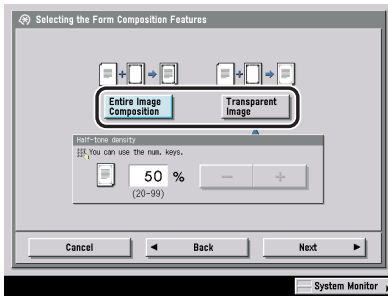 Selecting the Form Composition Features
Entire Image
Composition
Transparent
Image
Half-tone density
You can use the num. keys.
50 %
(20-99)
− +
Cancel
◄ Back
Next ►
System Monitor